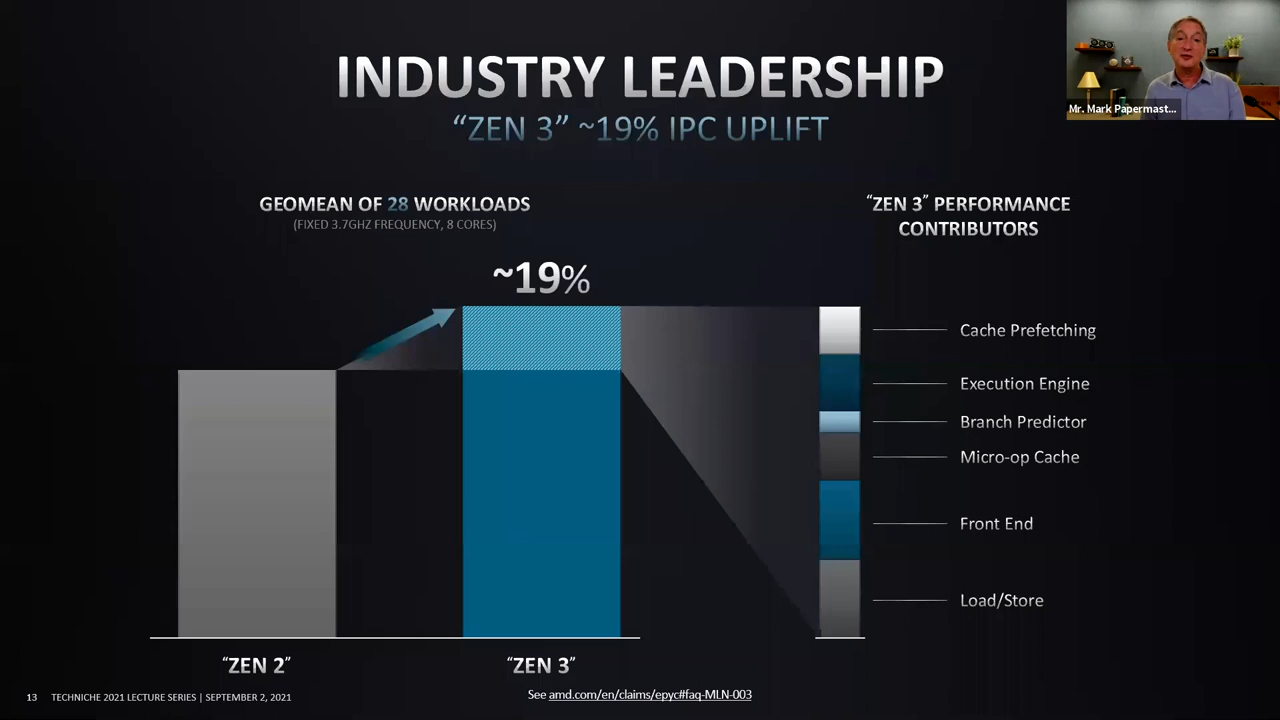 INDUSTRY LEADERSHIP
“ZEN 3” ~19% IPC UPLIFT
Mr. Mark Papermast...
GEOMEAN OF 28 WORKLOADS
(FIXED 3.7GHZ FREQUENCY, 8 CORES)
~19%
“ZEN 2”
“ZEN 3”
“ZEN 3” PERFORMANCE
CONTRIBUTORS
Cache Prefetching
Execution Engine
Branch Predictor
Micro-op Cache
Front End
Load/Store
13 TECHNICHE 2021 LECTURE SERIES | SEPTEMBER 2, 2021
See amd.com/en/claims/epyc#faq-MLN-003